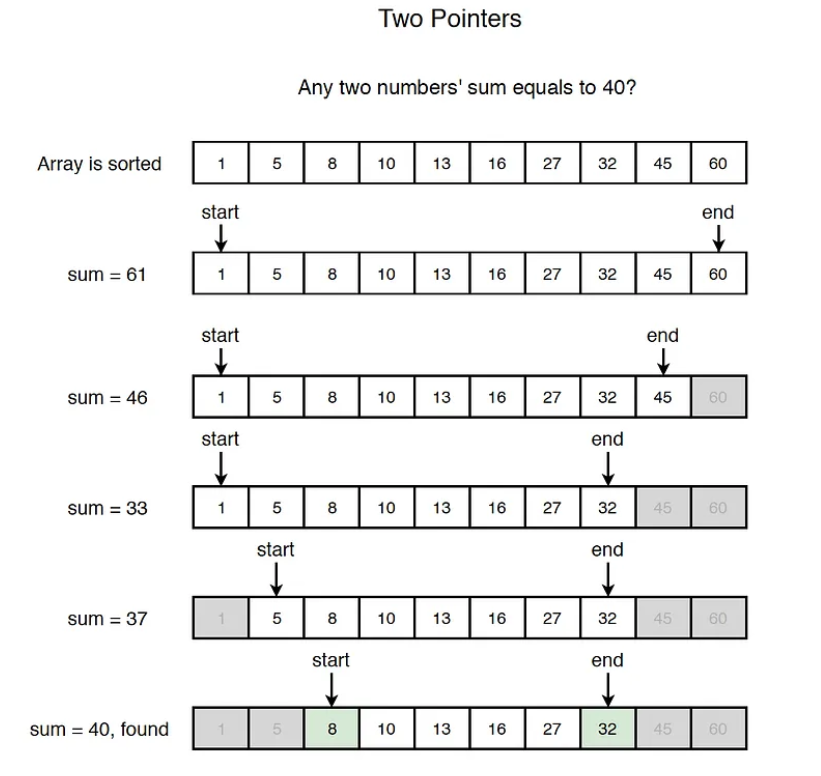 Two Pointers
Any two numbers' sum equals to 40?
Array is sorted 1 5 8 10 13 16 27 32 45 60
start end
sum = 61 1 5 8 10 13 16 27 32 45 60
start end
sum = 46 1 5 8 10 13 16 27 32 45 60
start end
sum = 33 1 5 8 10 13 16 27 32 45 60
start end
sum = 37 1 5 8 10 13 16 27 32 45 60
start end
sum = 40, found 1 5 8 10 13 16 27 32 45 60